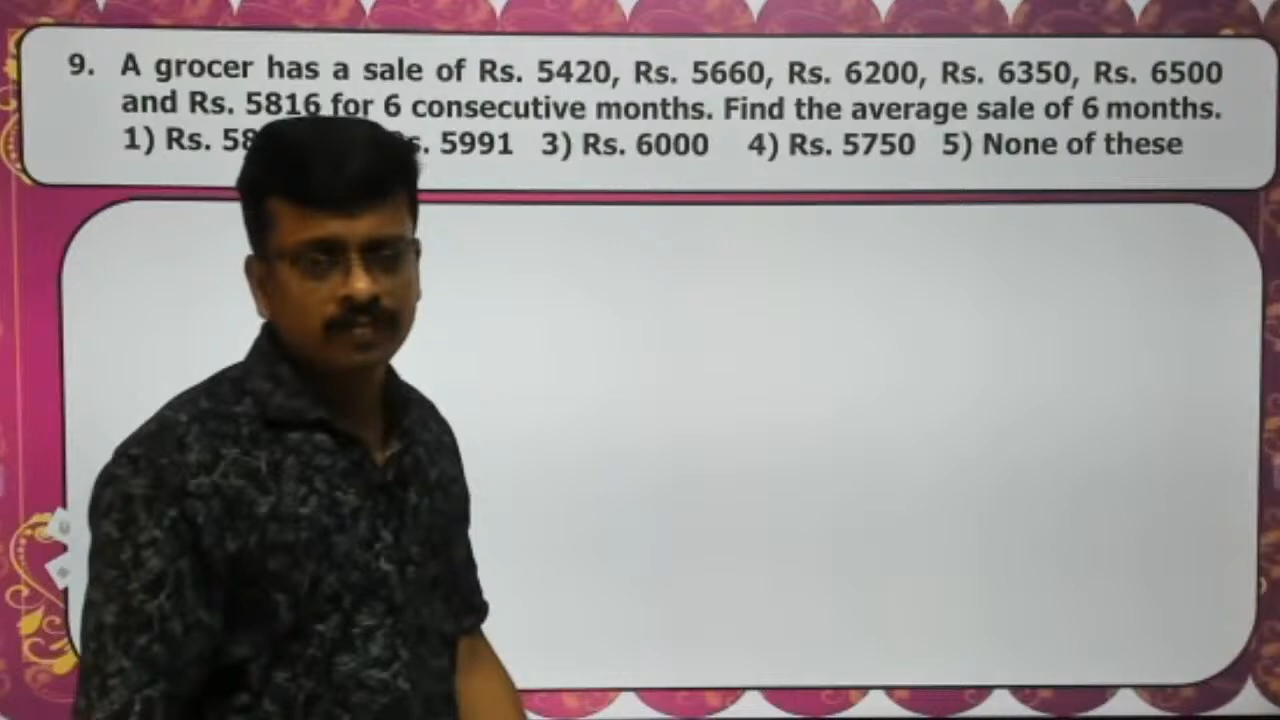 9. A grocer has a sale of Rs. 5420, Rs. 5660, Rs. 6200, Rs. 6350, Rs. 6500
and Rs. 5816 for 6 consecutive months. Find the average sale of 6 months.
1) Rs. 5991 3) Rs. 6000 4) Rs. 5750 5) None of these